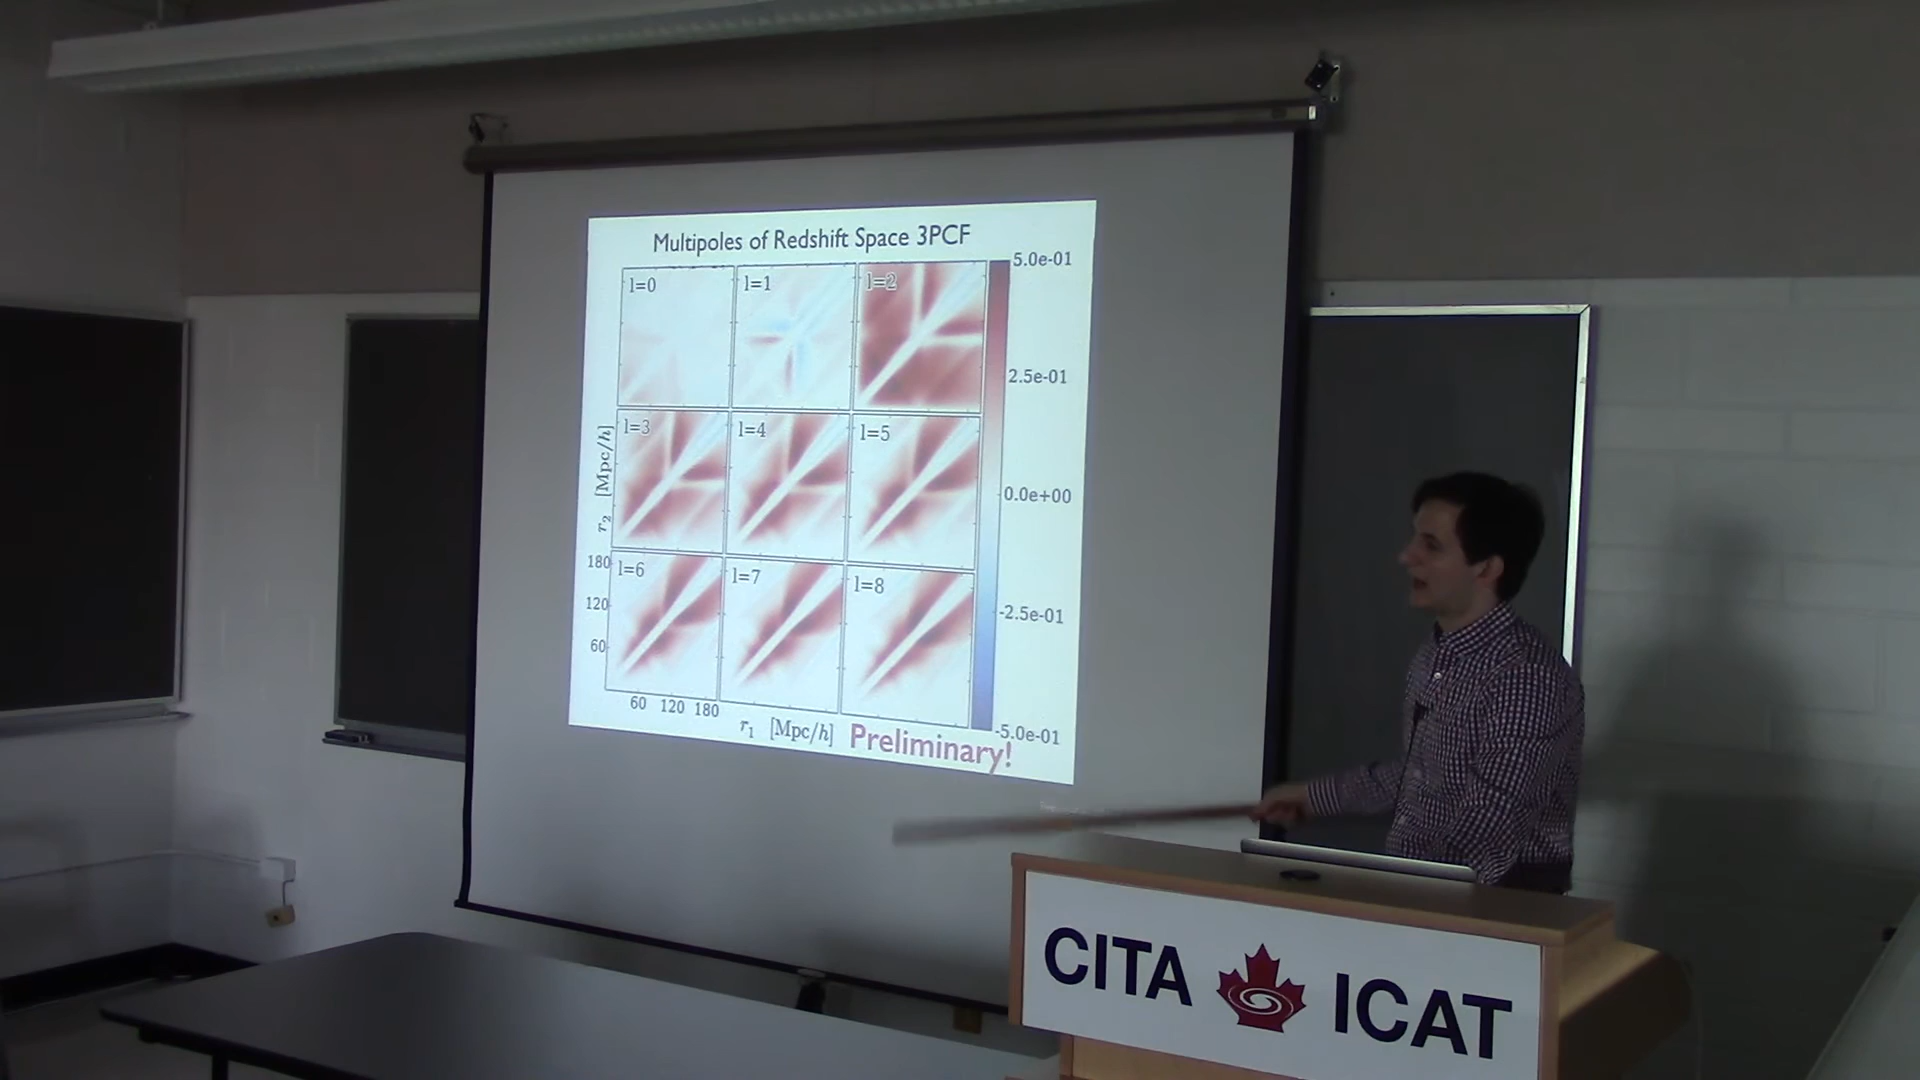 Multipoles of Redshift Space 3PCF
l=0
l=1
l=2
5.0e-01
2.5e-01
0.0e+00
-2.5e-01
-5.0e-01
l=3
l=4
l=5
l=6
l=7
l=8
r₂ [Mpc/h]
180
120
60
60 120 180
r₁ [Mpc/h]
Preliminary!
CITA ICAT